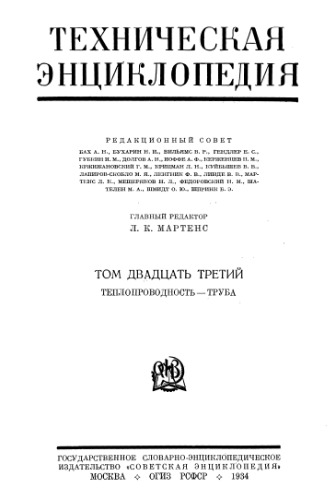 ТЕХНИЧЕСКАЯ
ЭНЦИКЛОПЕДИЯ
РЕДАКЦИОННЫЙ СОВЕТ
БАХ А. Н., БУХАРИН Н. И., ВИЛЬЯМС В. Р., ГЕНДЛЕР Е. С.,
ГУБКИН И. М., ДОЛГОВ А. Н., ИОФФЕ А. Ф., КЕРЖЕНЦЕВ П. М.,
КРЖИЖАНОВСКИЙ Г. М., КРИЦМАН Л. Н., КУЙБЫШЕВ В. В.,
ЛАПИРОВ-СКОБЛО М. Я., ЛЕНГНИК Ф. В., ЛИНДЕ В. В., МАР-
ТЕНС Л. К., МЕЩЕРЯКОВ Н. Л., ФЕДОРОВСКИЙ Н. М., ША-
ТЕЛЕН М. А., ШМИДТ О. Ю., ШПРИНК Б. Э.
ГЛАВНЫЙ РЕДАКТОР
Л. К. МАРТЕНС
ТОМ ДВАДЦАТЬ ТРЕТИЙ
ТЕПЛОПРОВОДНОСТЬ — ТРУБА
ГОСУДАРСТВЕННОЕ СЛОВАРНО-ЭНЦИКЛОПЕДИЧЕСКОЕ
ИЗДАТЕЛЬСТВО «СОВЕТСКАЯ ЭНЦИКЛОПЕДИЯ»
МОСКВА ✧ ОГИЗ РСФСР ✧ 1934